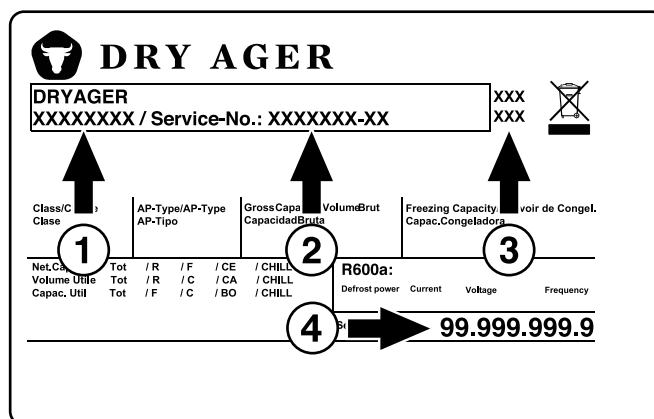 DRY AGER
DRYAGER
XXXXXXXX / Service-No.: XXXXXXX-XX
XXX
XXX
Class/C
Clase
AP-Type/AP-Type
AP-Tipo
GrossCapa VolumeBrut
CapacidadBruta
Freezing Capacity/ voir de Congel.
Capac.Congeladora
1
2
3
Net.Ca
Volume Utile
Capac. Util
Tot / R / F / CE / CHILL
Tot / R / C / CA / CHILL
Tot / F / C / BO / CHILL
R600a:
Defrost power Current Voltage Frequency
4
99.999.999.9